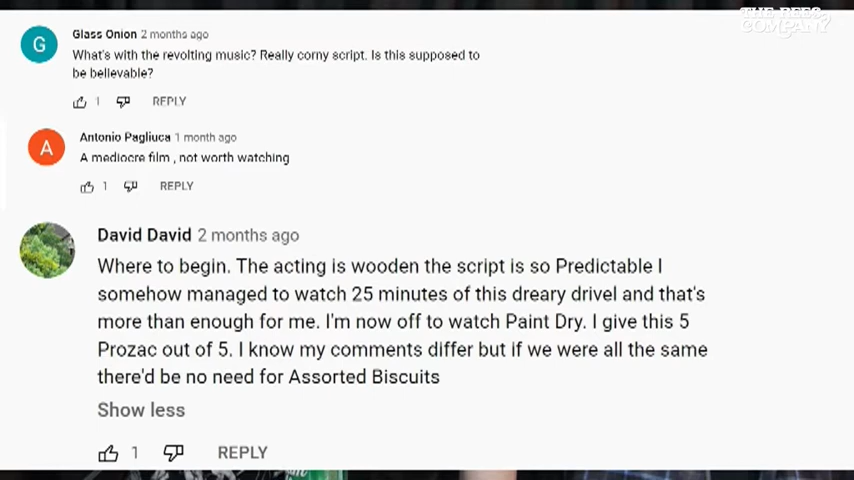 THE REES COMPANY?
Glass Onion 2 months ago
What's with the revolting music? Really corny script. Is this supposed to
be believable?
1 REPLY
Antonio Pagliuca 1 month ago
A mediocre film , not worth watching
1 REPLY
David David 2 months ago
Where to begin. The acting is wooden the script is so Predictable I
somehow managed to watch 25 minutes of this dreary drivel and that's
more than enough for me. I'm now off to watch Paint Dry. I give this 5
Prozac out of 5. I know my comments differ but if we were all the same
there'd be no need for Assorted Biscuits
Show less
1 REPLY
G
A